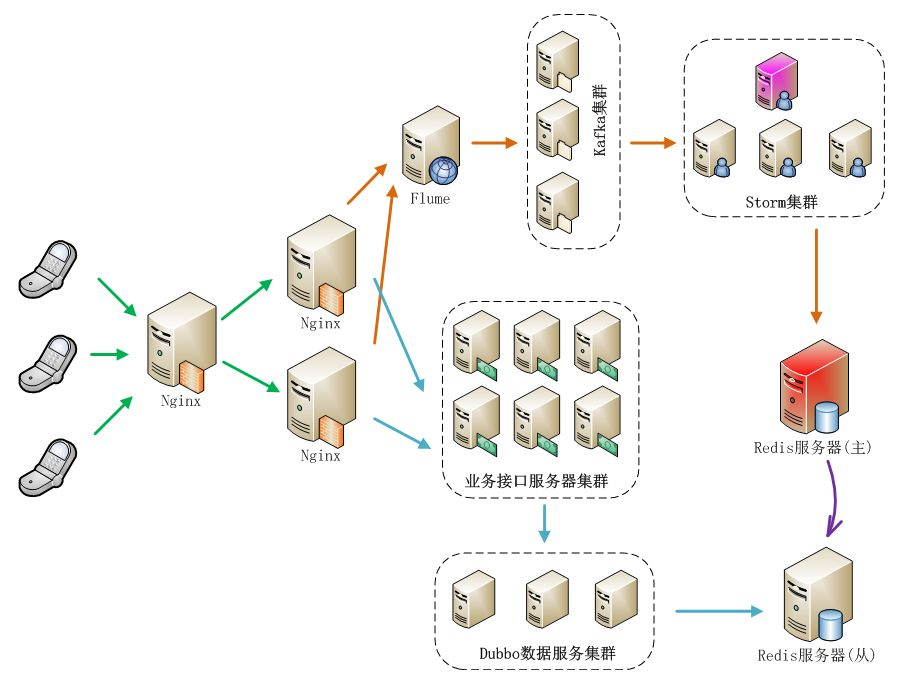 Flume
Kafka集群
Storm集群
Nginx
Nginx
Nginx
Redis服务器(主)
业务接口服务器集群
Dubbo数据服务集群
Redis服务器(从)